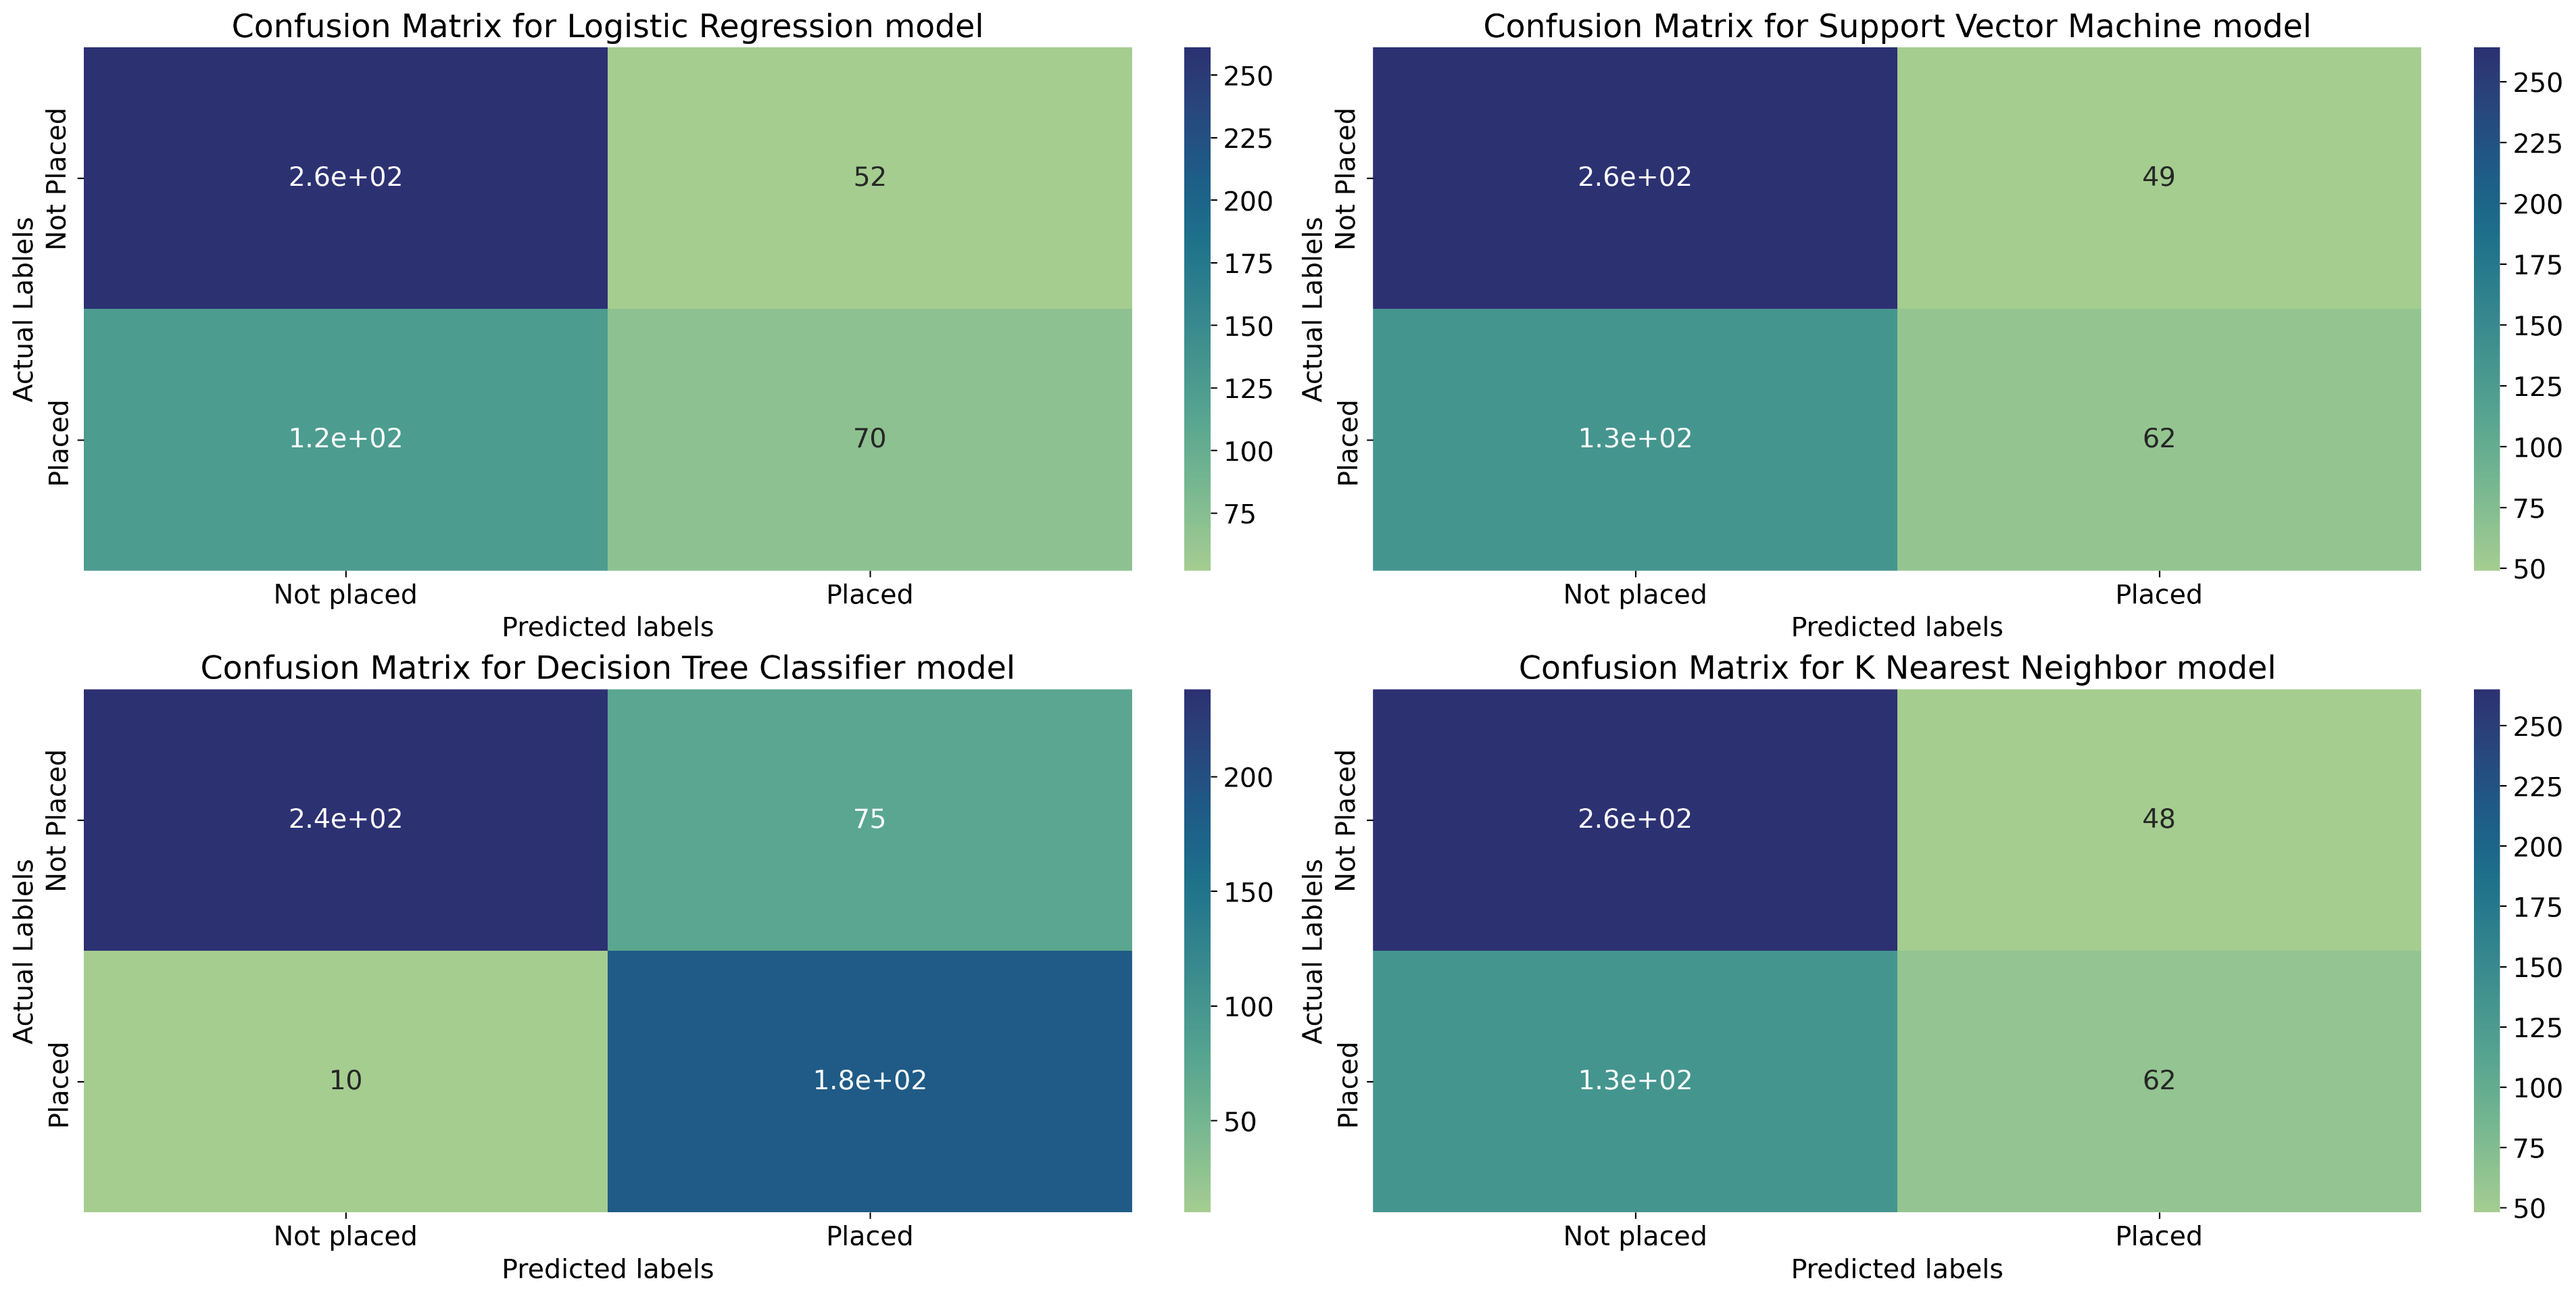 Confusion Matrix for Logistic Regression model
Actual Lablels
Not Placed
Placed
2.6e+02
52
1.2e+02
70
Not placed
Placed
Predicted labels
250
225
200
175
150
125
100
75
Confusion Matrix for Support Vector Machine model
Actual Lablels
Not Placed
Placed
2.6e+02
49
1.3e+02
62
Not placed
Placed
Predicted labels
250
225
200
175
150
125
100
75
50
Confusion Matrix for Decision Tree Classifier model
Actual Lablels
Not Placed
Placed
2.4e+02
75
10
1.8e+02
Not placed
Placed
Predicted labels
200
150
100
50
Confusion Matrix for K Nearest Neighbor model
Actual Lablels
Not Placed
Placed
2.6e+02
48
1.3e+02
62
Not placed
Placed
Predicted labels
250
225
200
175
150
125
100
75
50